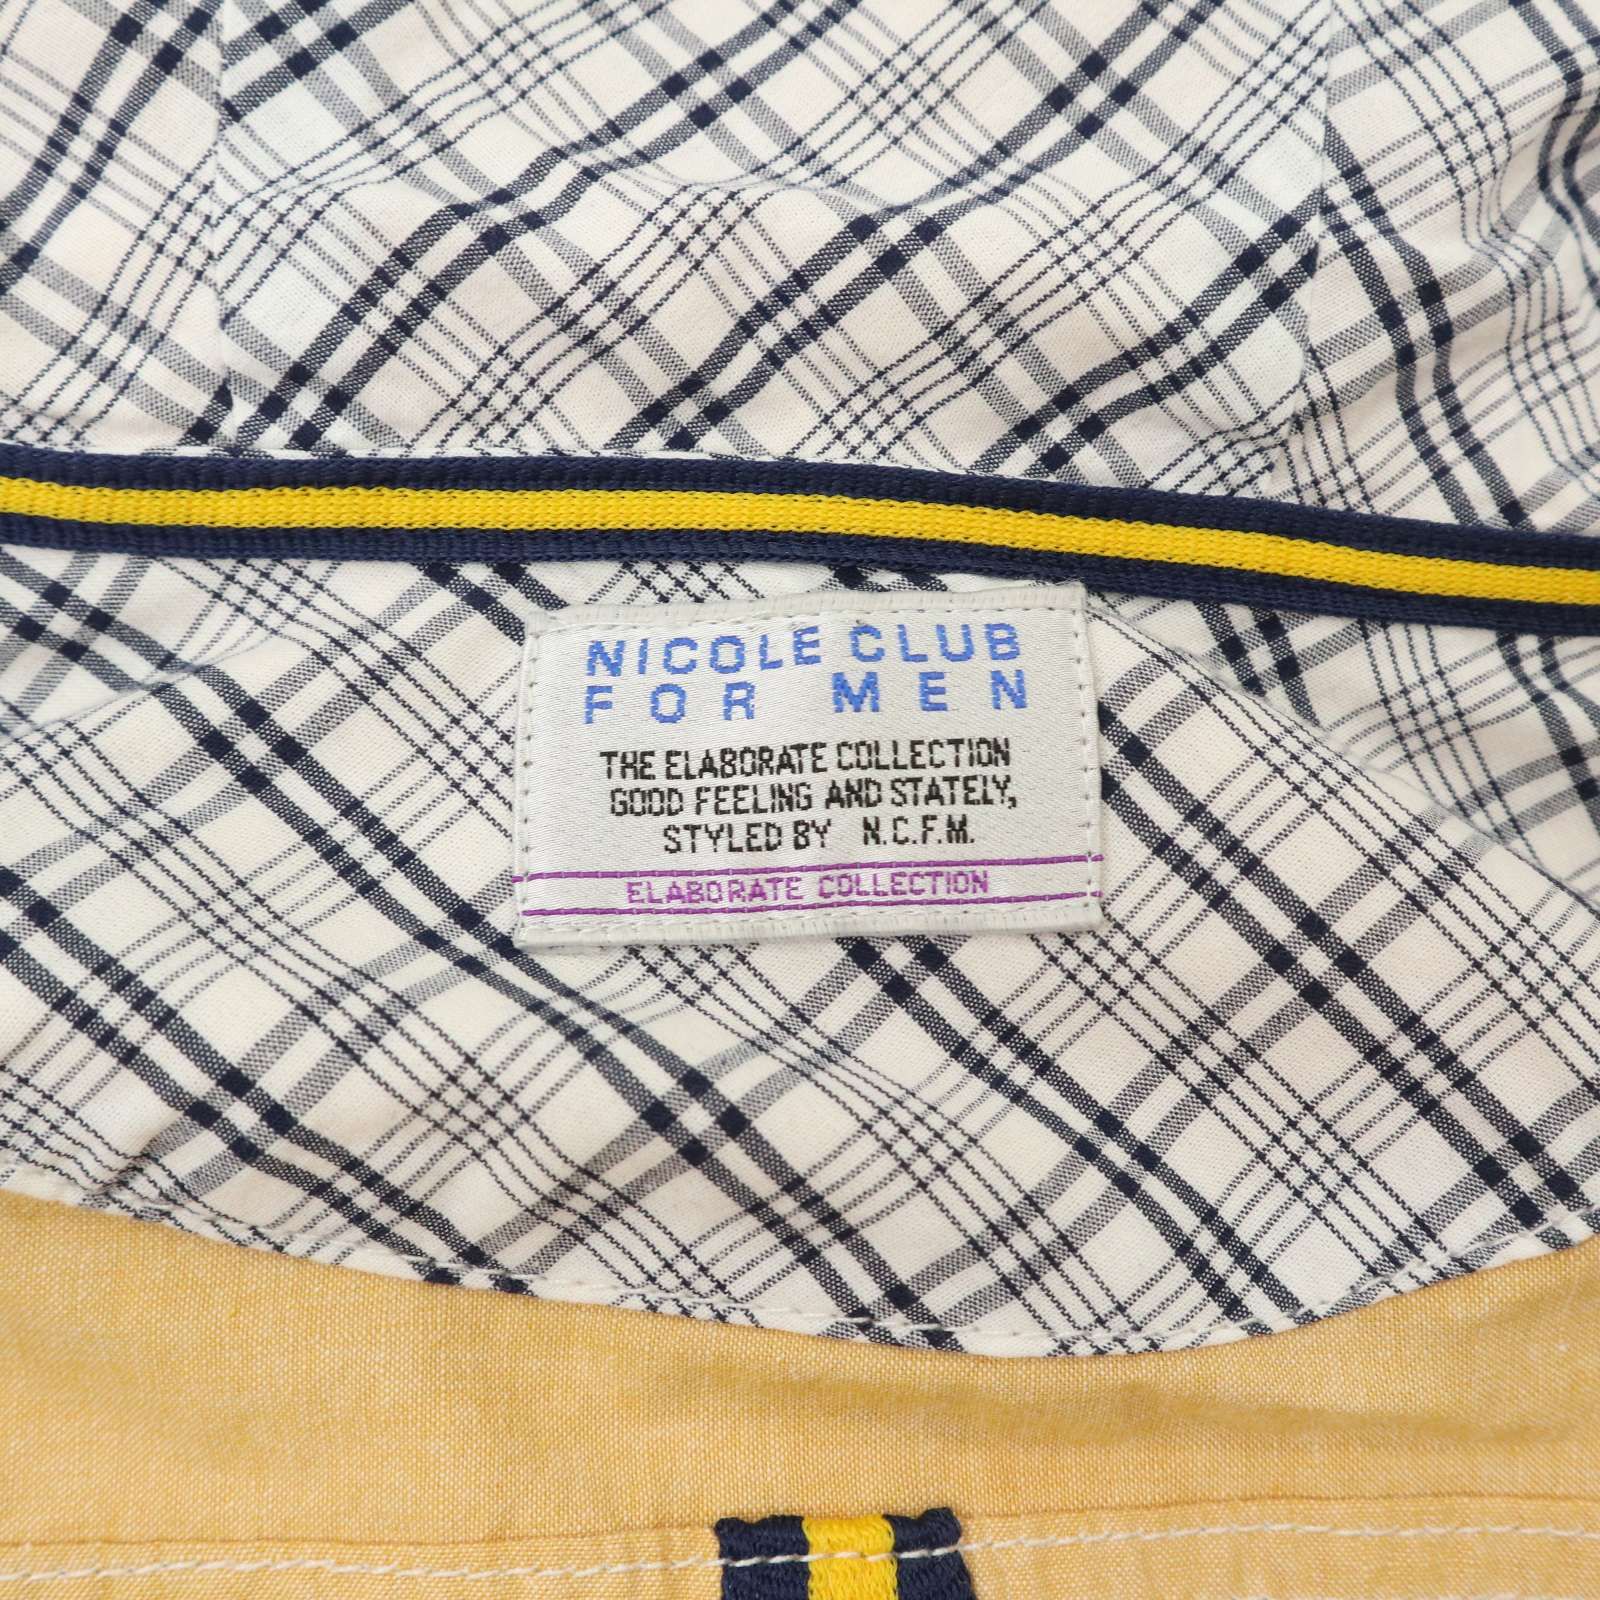 NICOLE CLUB
FOR MEN
THE ELABORATE COLLECTION
GOOD FEELING AND STATELY,
STYLED BY N.C.F.M.
ELABORATE COLLECTION